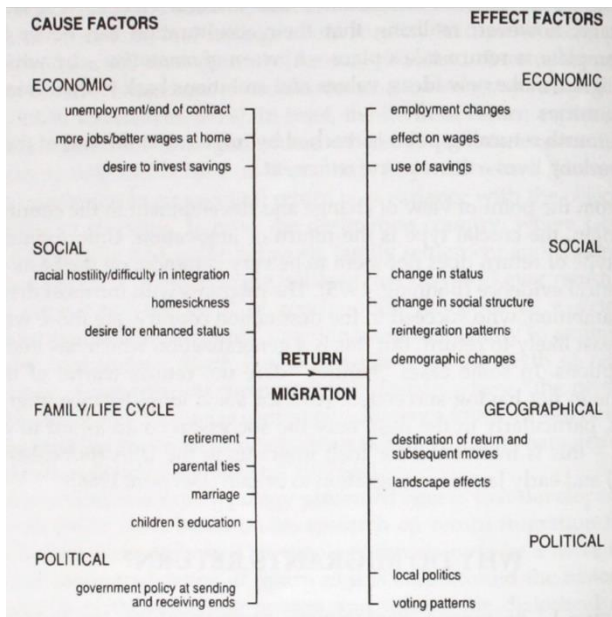 CAUSE FACTORS
ECONOMIC
unemployment/end of contract
more jobs/better wages at home
desire to invest savings
SOCIAL
racial hostility/difficulty in integration
homesickness
desire for enhanced status
RETURN
MIGRATION
FAMILY/LIFE CYCLE
retirement
parental ties
marriage
children s education
POLITICAL
government policy at sending
and receiving ends
EFFECT FACTORS
ECONOMIC
employment changes
effect on wages
use of savings
SOCIAL
change in status
change in social structure
reintegration patterns
demographic changes
GEOGRAPHICAL
destination of return and
subsequent moves
landscape effects
POLITICAL
local politics
voting patterns